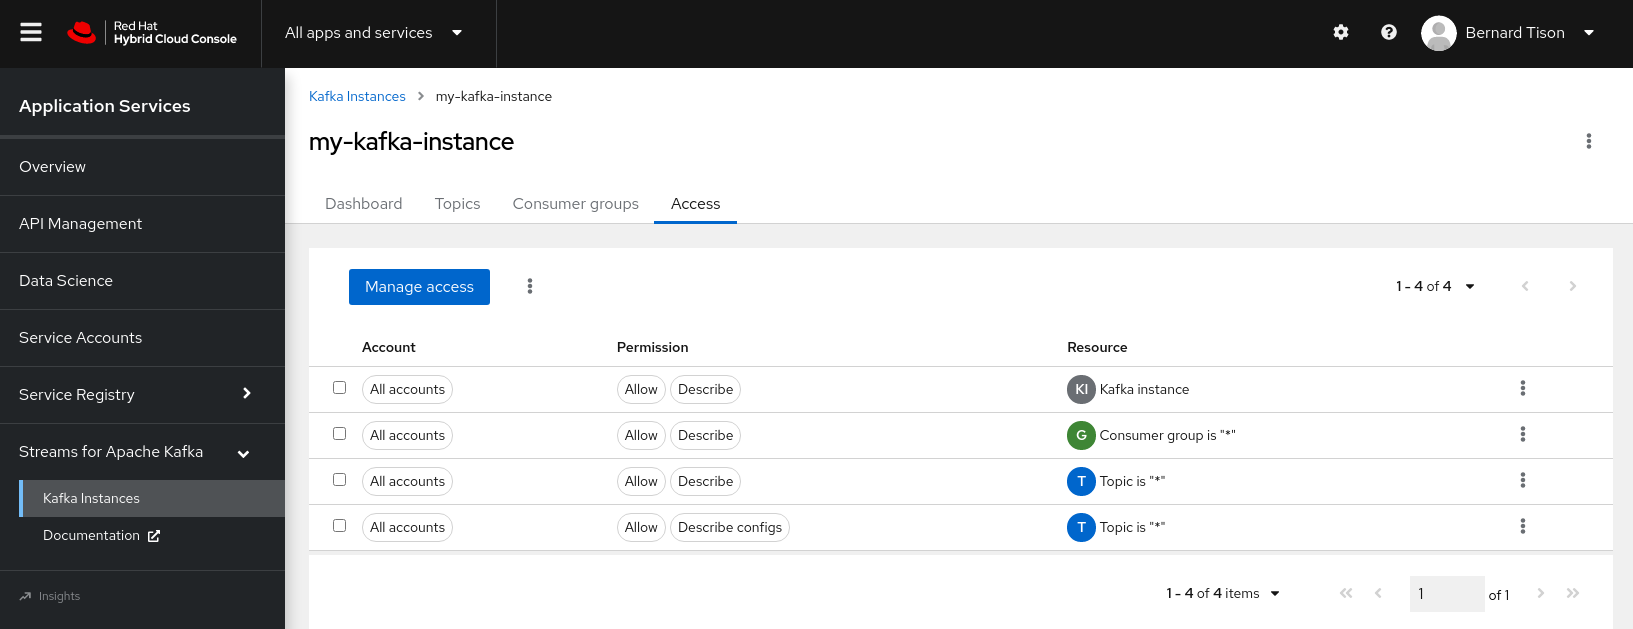 Red Hat
Hybrid Cloud Console
All apps and services
Bernard Tison
Application Services
Overview
API Management
Data Science
Service Accounts
Service Registry
Streams for Apache Kafka
Kafka Instances
Documentation
Insights
Kafka Instances > my-kafka-instance
my-kafka-instance
Dashboard Topics Consumer groups Access
Manage access 1 - 4 of 4
Account Permission Resource
All accounts Allow Describe KI Kafka instance
All accounts Allow Describe G Consumer group is "*"
All accounts Allow Describe T Topic is "*"
All accounts Allow Describe configs T Topic is "*"
1 - 4 of 4 items 1 of 1